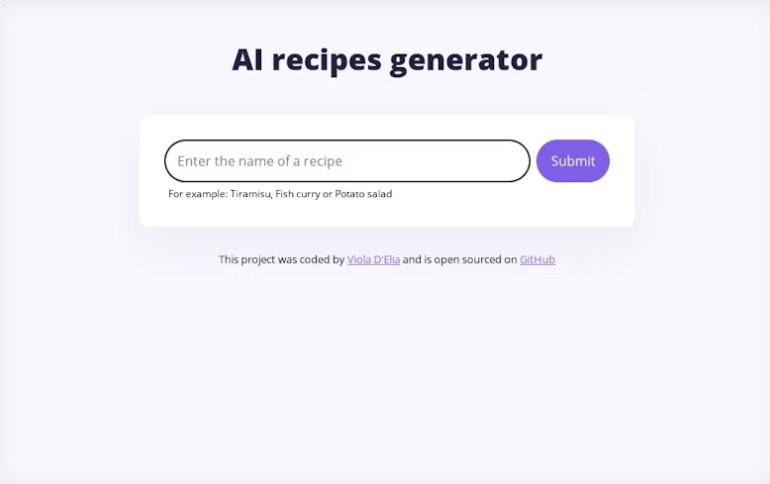 AI recipes generator
Enter the name of a recipe
Submit
For example: Tiramisu, Fish curry or Potato salad
This project was coded by Viola D'Elia and is open sourced on GitHub